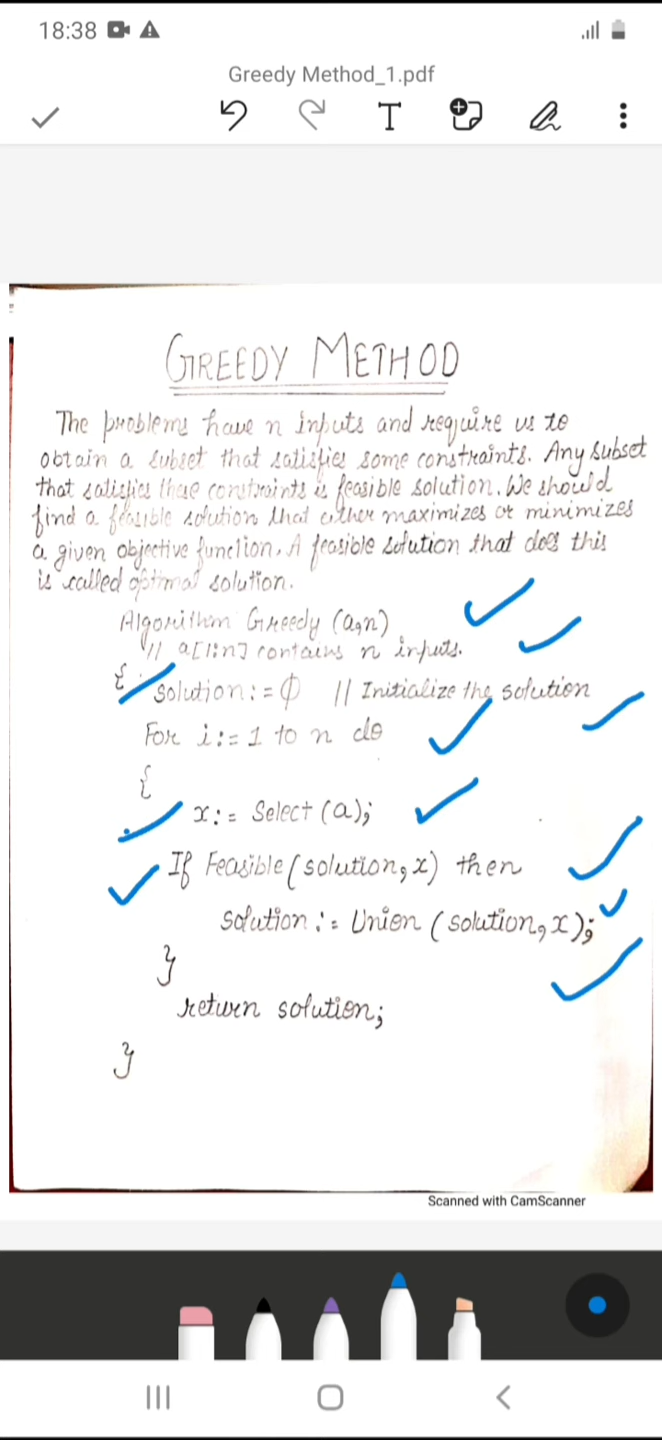 18:38
Greedy Method_1.pdf
T
GREEDY METHOD
The problems have n inputs and require us to
obtain a subset that satisfies some constraints. Any subset
that satisfies these constraints is feasible solution. We should
find a feasible solution that either maximizes or minimizes
a given objective function. A feasible solution that does this
is called optimal solution.
Algorithm Greedy (a,n)
// a[1:n] contains n inputs.
{
solution := ϕ // Initialize the solution
For i:= 1 to n do
{
x:= Select (a);
If Feasible (solution, x) then
solution := Union (solution, x);
}
return solution;
}
Scanned with CamScanner